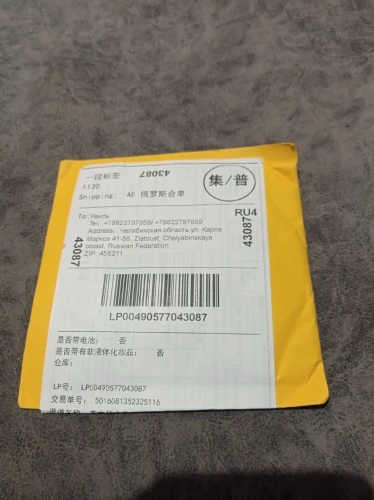 一段标签
1130
43087
集/普
Shipping: AE 俄罗斯合单
RU4
43087
43087
To: Раиль
Tel: +79822797959/ +79822797959
Address: Челябинская область ул. Карла
Маркса 41-58, Zlatoust, Chelyabinskaya
oblast, Russian Federation
ZIP 456211
LP00490577043087
是否带电池: 否
是否带有非液体化妆品: 否
仓库:
LP号: LP00490577043087
交易单号: 5016081352325116